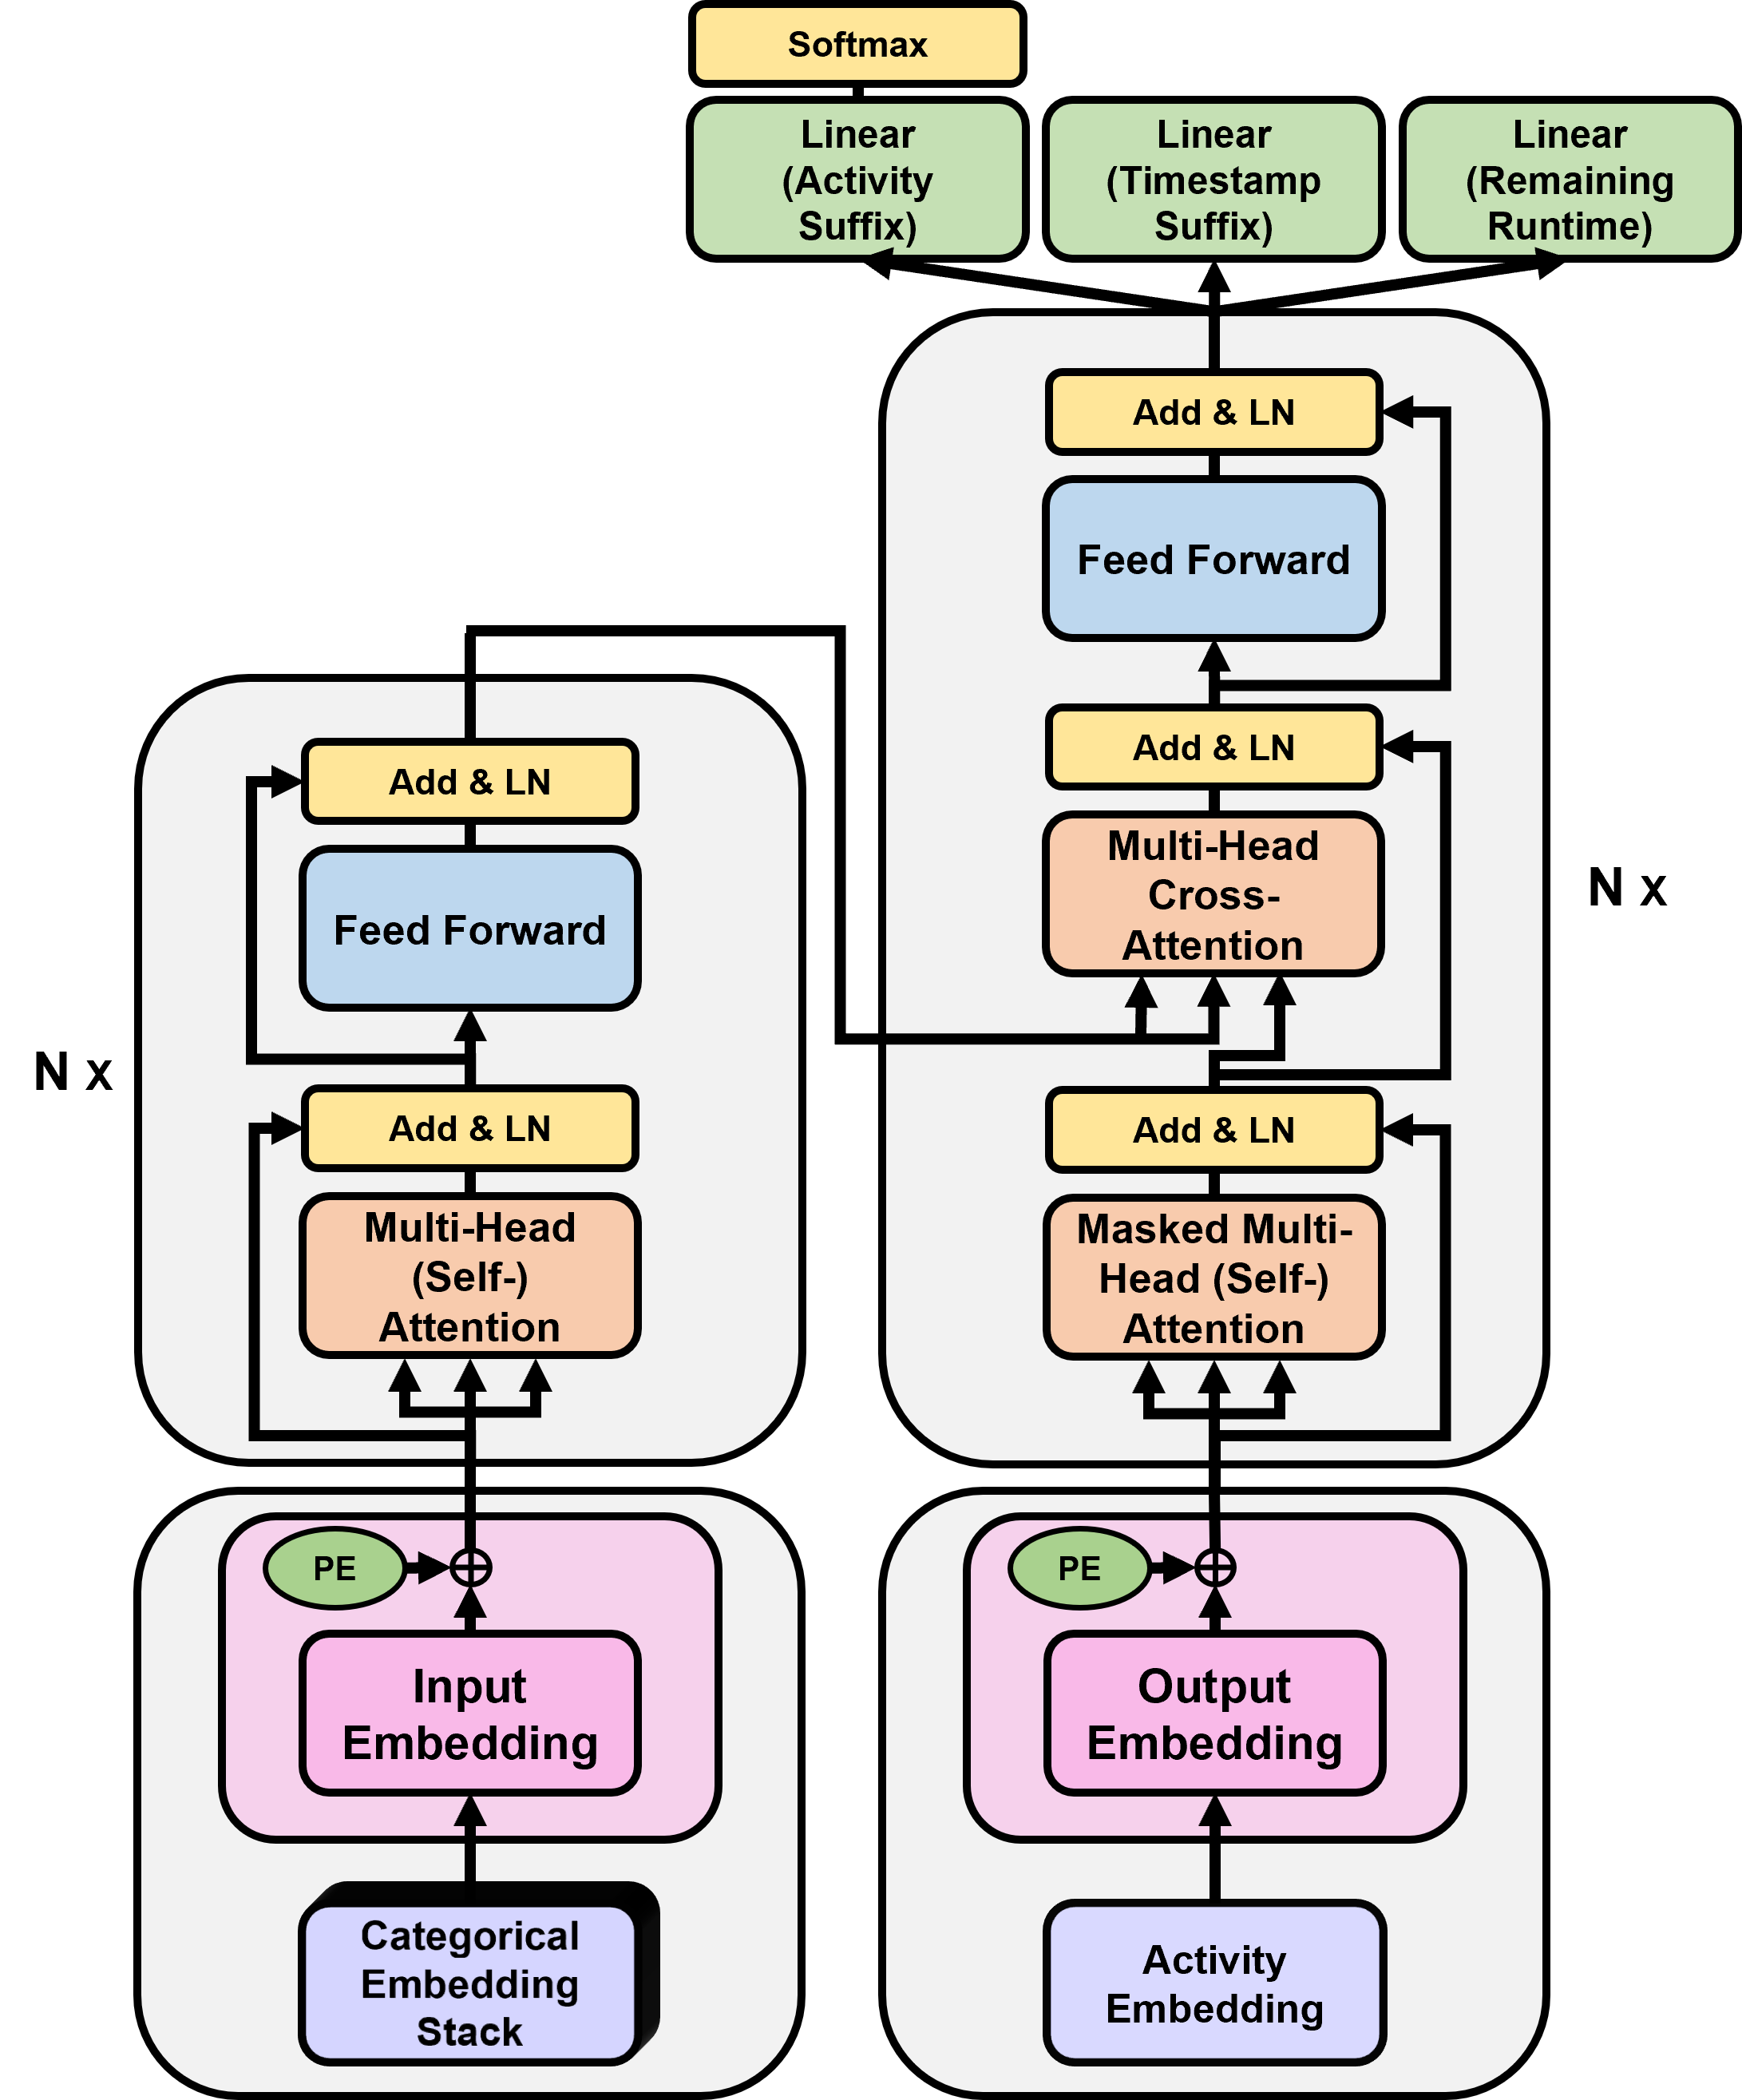 Softmax
Linear
(Activity
Suffix)
Linear
(Timestamp
Suffix)
Linear
(Remaining
Runtime)
Add & LN
Feed Forward
Add & LN
Multi-Head
Cross-
Attention
N x
Add & LN
Masked Multi-
Head (Self-)
Attention
Add & LN
Feed Forward
N x
Add & LN
Multi-Head
(Self-)
Attention
PE
Input
Embedding
Categorical
Embedding
Stack
PE
Output
Embedding
Activity
Embedding